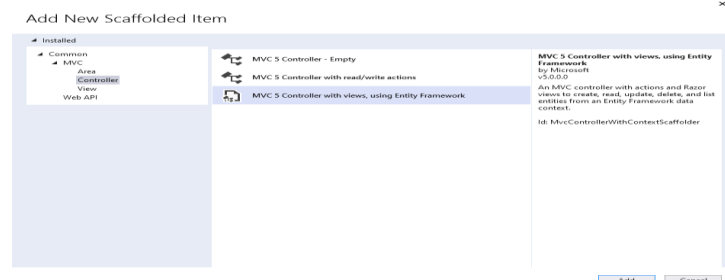 Add New Scaffolded Item
Installed
Common
MVC
Area
Controller
View
Web API
MVC 5 Controller - Empty
MVC 5 Controller with read/write actions
MVC 5 Controller with views, using Entity Framework
MVC 5 Controller with views, using Entity
Framework
by Microsoft
v5.0.0.0
An MVC controller with actions and Razor
views to create, read, update, delete, and list
entities from an Entity Framework data
context.
Id: MvcControllerWithContextScaffolder
Add
Cancel